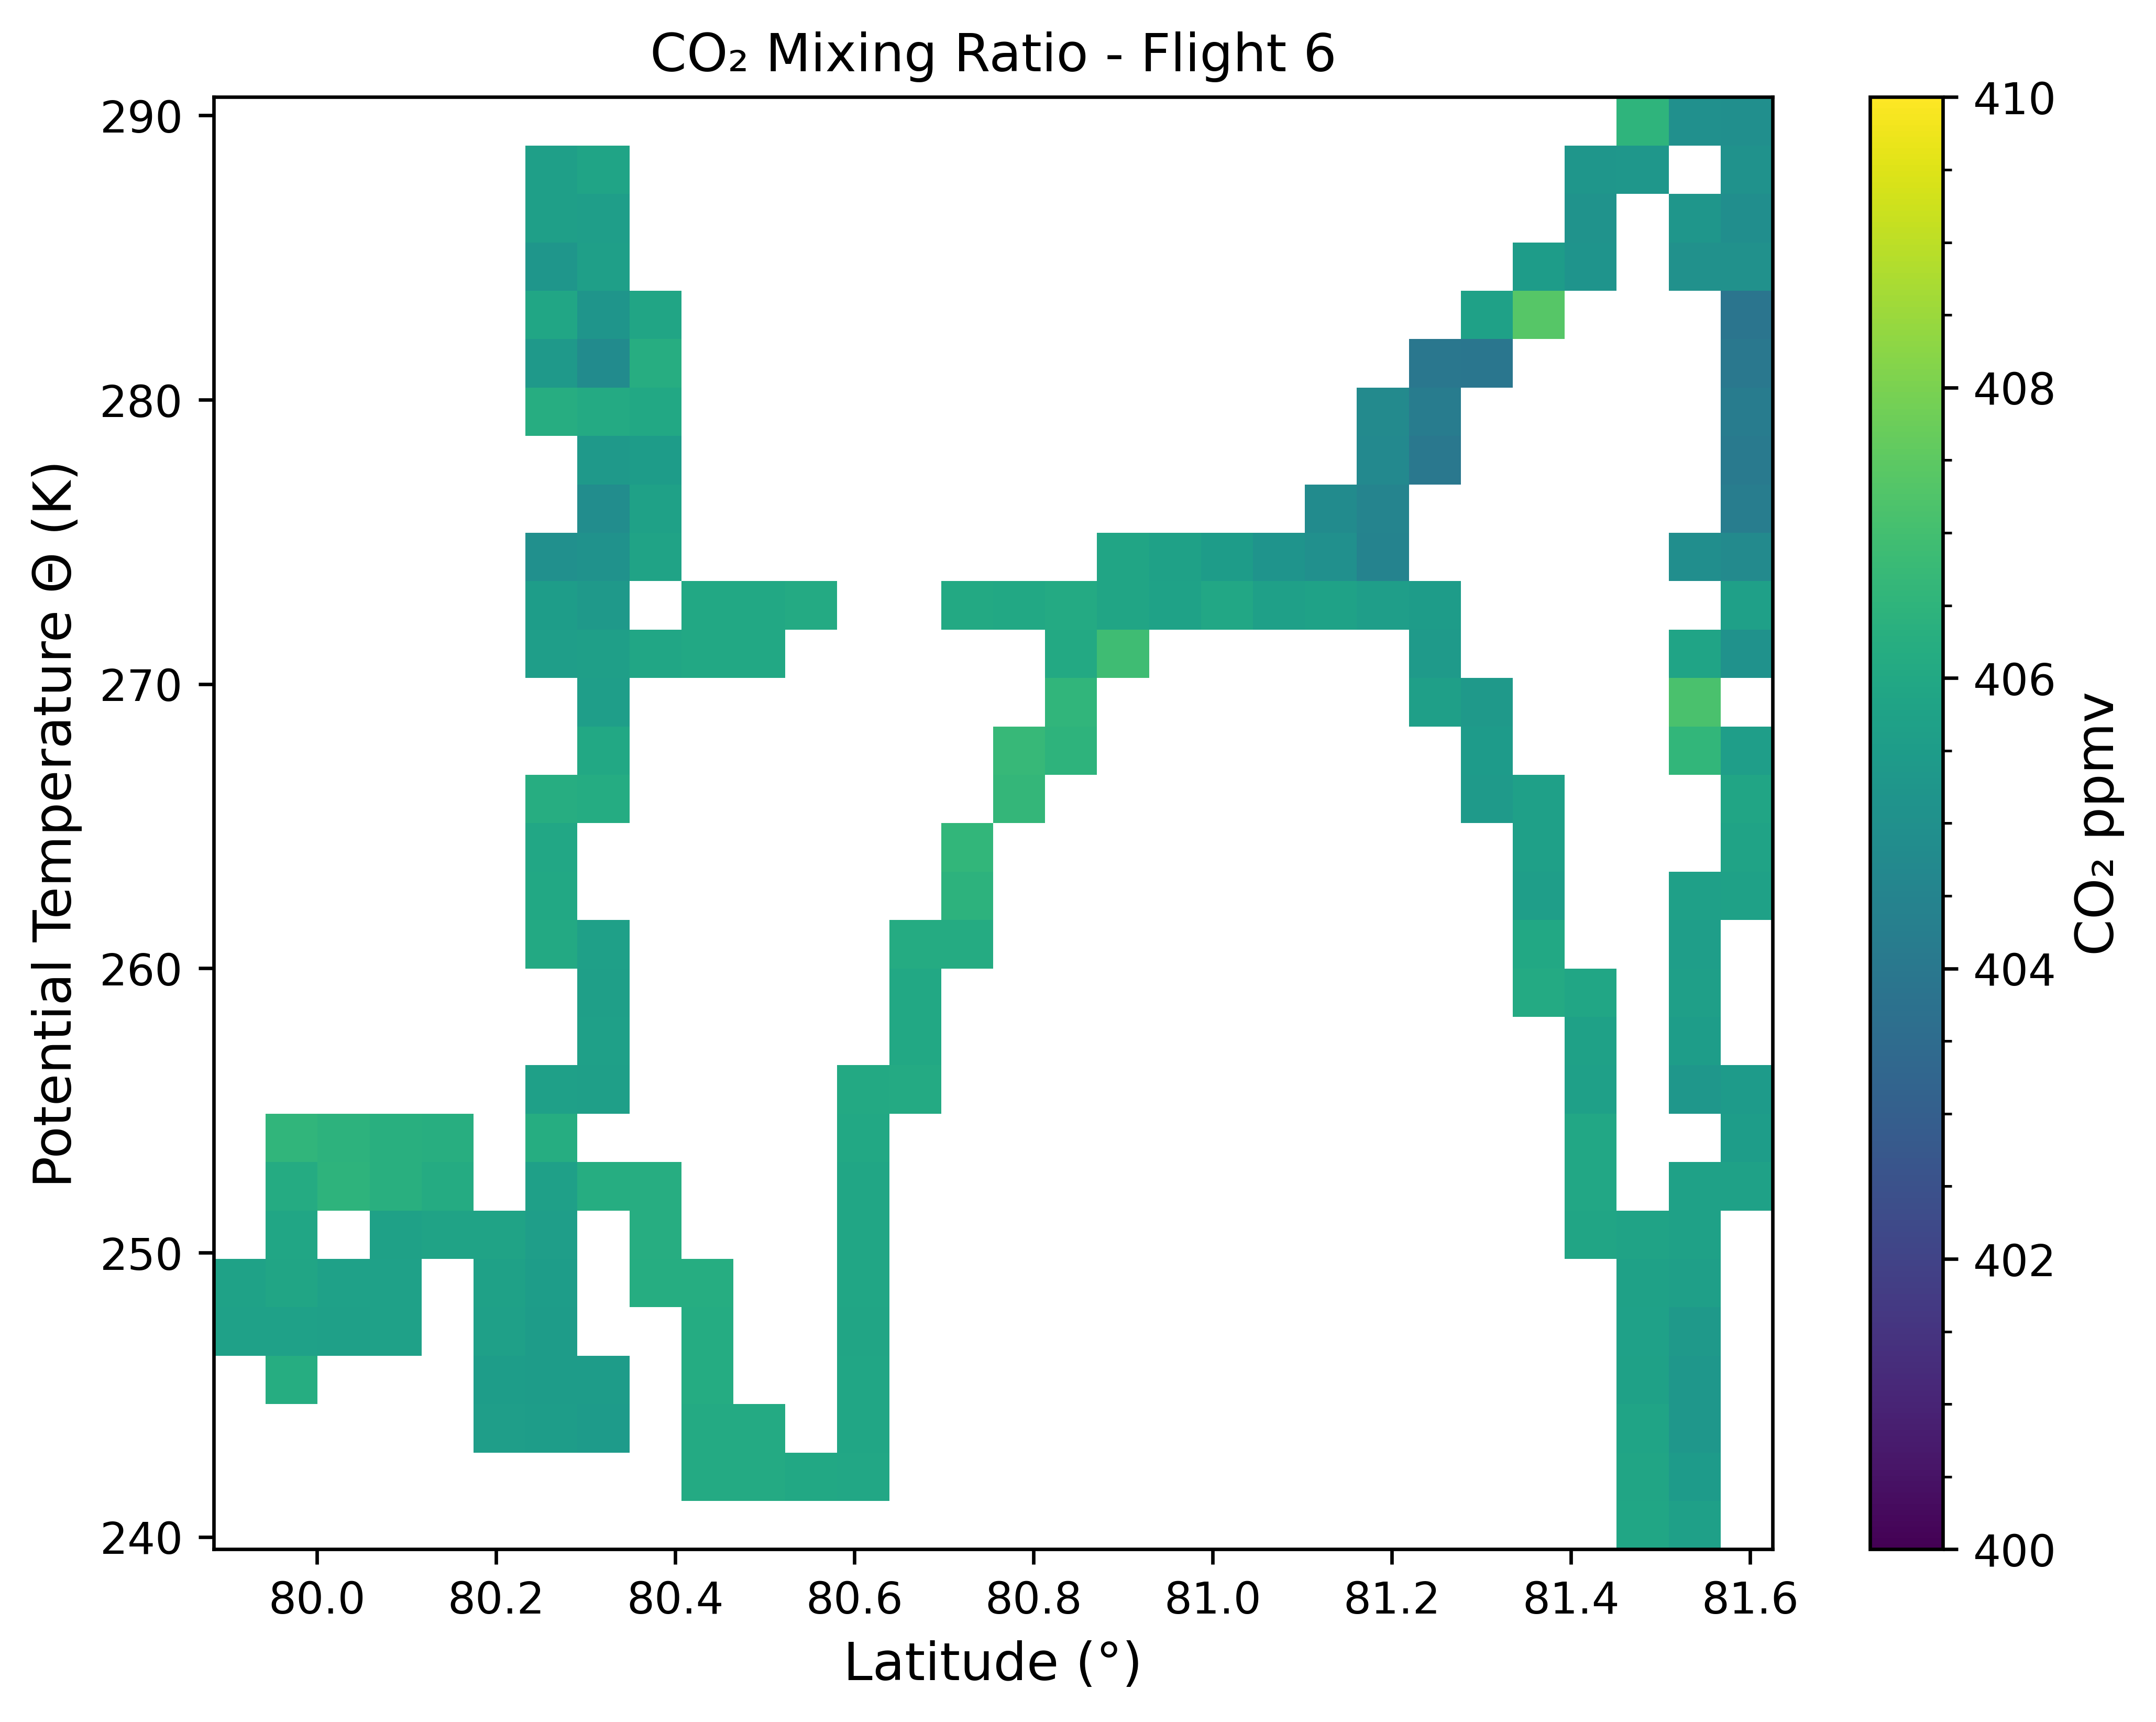 CO₂ Mixing Ratio - Flight 6
Potential Temperature Θ (K)
290
280
270
260
250
240
80.0 80.2 80.4 80.6 80.8 81.0 81.2 81.4 81.6
Latitude (°)
410
408
406
404
402
400
CO₂ ppmv